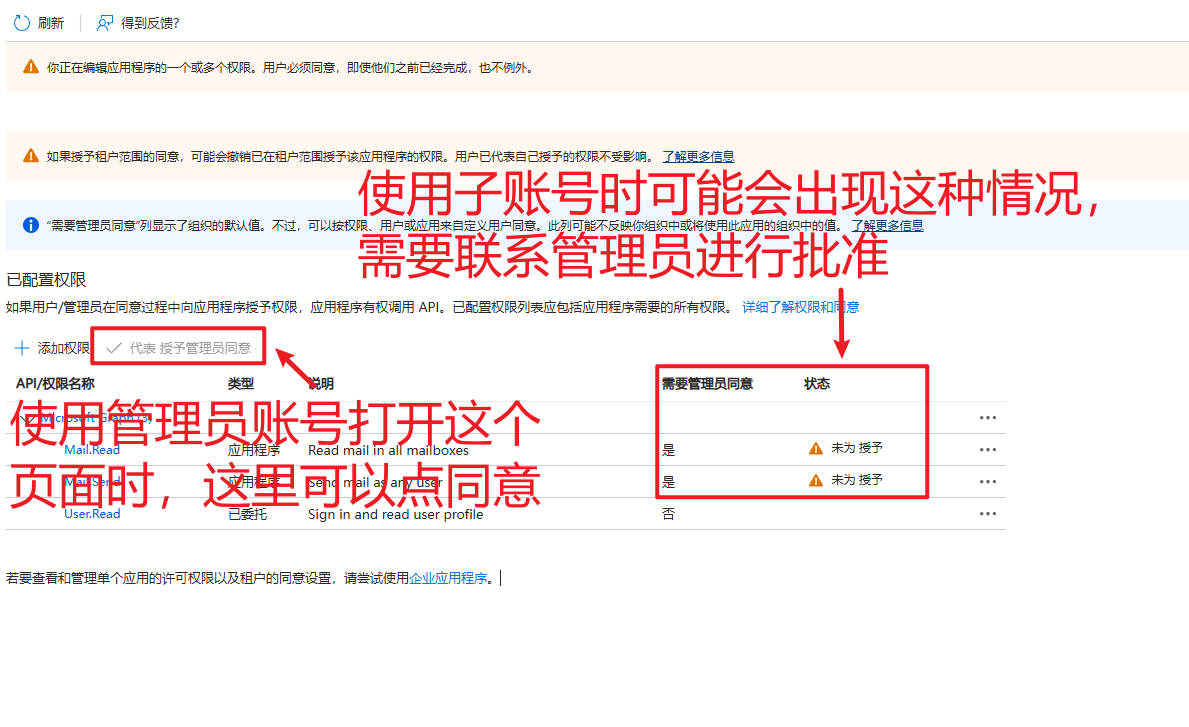 刷新 得到反馈?
你正在编辑应用程序的一个或多个权限。用户必须同意，即使他们之前已经完成，也不例外。
如果授予租户范围的同意，可能会撤销已在租户范围授予该应用程序的权限。用户已代表自己授予的权限不受影响。 了解更多信息
使用子账号时可能会出现这种情况，
“需要管理员同意”列显示了组织的默认值。不过，可以按权限、用户或应用来自定义用户同意。此列可能不反映你组织中或将使用此应用的组织中的值。 了解更多信息
需要联系管理员进行批准
已配置权限
如果用户/管理员在同意过程中向应用程序授予权限，应用程序有权调用 API。已配置权限列表应包括应用程序需要的所有权限。 详细了解权限和同意
添加权限 代表 授予管理员同意
API/权限名称 类型 说明 需要管理员同意 状态
Microsoft Graph (3)
使用管理员账号打开这个
Mail.Read 应用程序 Read mail in all mailboxes 是 未为 授予
页面时，这里可以点同意
Mail.Send 应用程序 Send mail as any user 是 未为 授予
User.Read 已委托 Sign in and read user profile 否
若要查看和管理单个应用的许可权限以及租户的同意设置，请尝试使用企业应用程序。